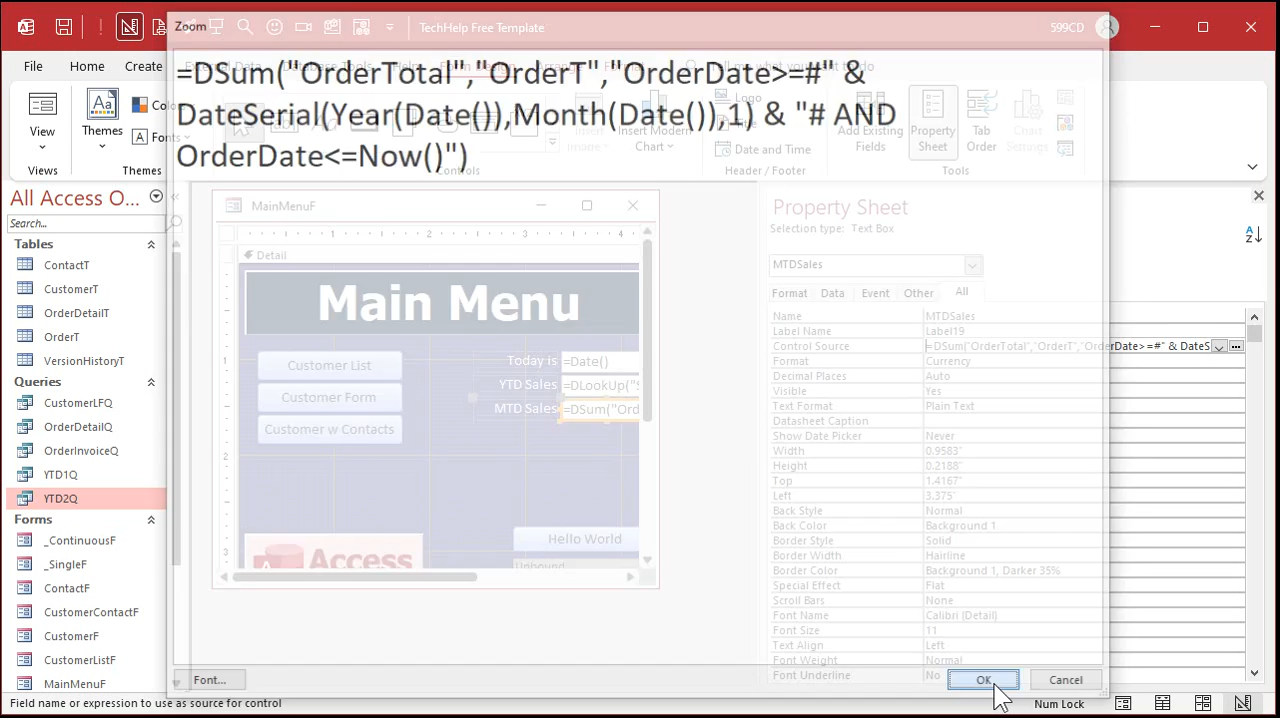 Zoom
TechHelp Free Template
599CD
File
Home
Create
=DSum("OrderTotal","OrderT","OrderDate>=#" &
DateSerial(Year(Date()),Month(Date()),1) & "# AND
OrderDate<=Now()")
View
Themes
Fonts
Insert Modern
Chart
Logo
Date and Time
Add Existing
Fields
Property
Sheet
Tab
Order
Chart
Settings
Views
Themes
Controls
Header / Footer
Tools
All Access O...
Search...
Tables
ContactT
CustomerT
OrderDetailT
OrderT
VersionHistoryT
Queries
CustomerLFQ
OrderDetailQ
OrderInvoiceQ
YTD1Q
YTD2Q
Forms
_ContinuousF
_SingleF
ContactF
CustonerContactF
CustomerF
CustomerListF
MainMenuF
MainMenuF
Detail
Main Menu
Customer List
Customer Form
Customer w Contacts
Today is
=Date()
YTD Sales
=DLookUp("S
MTD Sales
=DSum("Ord
Hello World
Unbound
Access
Property Sheet
Selection type: Text Box
MTDSales
Format
Data
Event
Other
All
Name MTDSales
Label Name Label19
Control Source =DSum("OrderTotal","OrderT","OrderDate>=#" & DateS
Format Currency
Decimal Places Auto
Visible Yes
Text Format Plain Text
Datasheet Caption
Show Date Picker Never
Width 0.9583"
Height 0.2188"
Top 1.4167"
Left 3.375"
Back Style Normal
Back Color Background 1
Border Style Solid
Border Width Hairline
Border Color Background 1, Darker 35%
Special Effect Flat
Scroll Bars None
Font Name Calibri (Detail)
Font Size 11
Text Align Left
Font Weight Normal
Font Underline No
Font...
OK
Cancel
Field name or expression to use as source for control
Num Lock